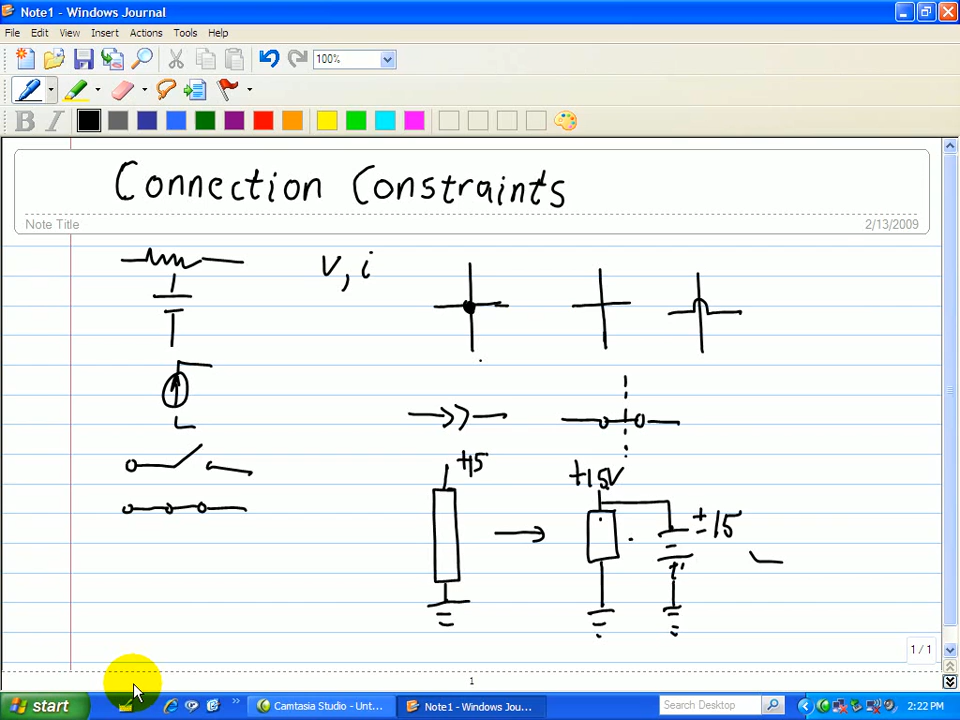 Note1 - Windows Journal
File Edit View Insert Actions Tools Help
100%
B I
Connection Constraints
Note Title
2/13/2009
v, i
+15
+15V
+ 15
-
1 / 1
1
start
Camtasia Studio - Unt...
Note1 - Windows Jou...
Search Desktop
2:22 PM